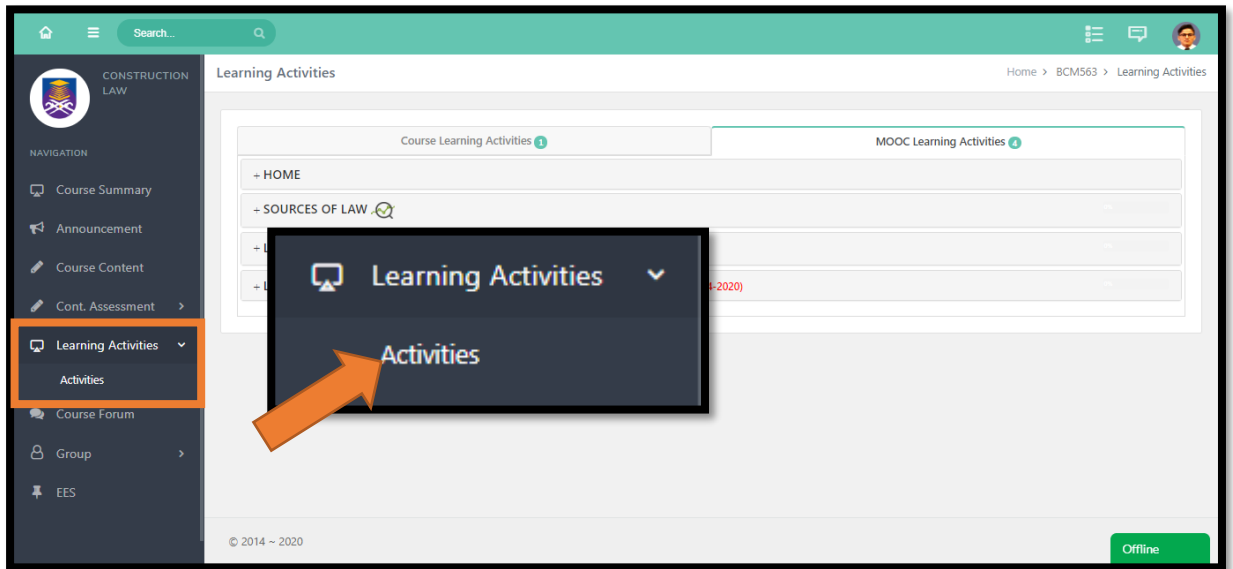 Search...
CONSTRUCTION
LAW
NAVIGATION
Course Summary
Announcement
Course Content
Cont. Assessment
Learning Activities
Activities
Course Forum
Group
EES
Learning Activities
Home > BCM563 > Learning Activities
Course Learning Activities 1
MOOC Learning Activities 4
+ HOME
+ SOURCES OF LAW
+ L
+ L
-2020)
Learning Activities
Activities
© 2014 ~ 2020
Offline